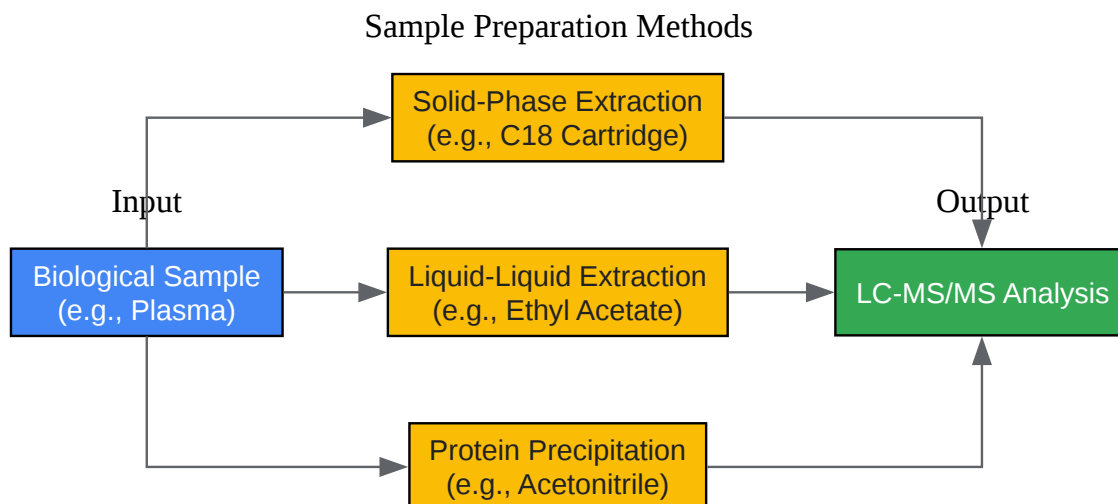 Sample Preparation Methods
Solid-Phase Extraction
(e.g., C18 Cartridge)
Input
Output
Biological Sample
(e.g., Plasma)
Liquid-Liquid Extraction
(e.g., Ethyl Acetate)
LC-MS/MS Analysis
Protein Precipitation
(e.g., Acetonitrile)